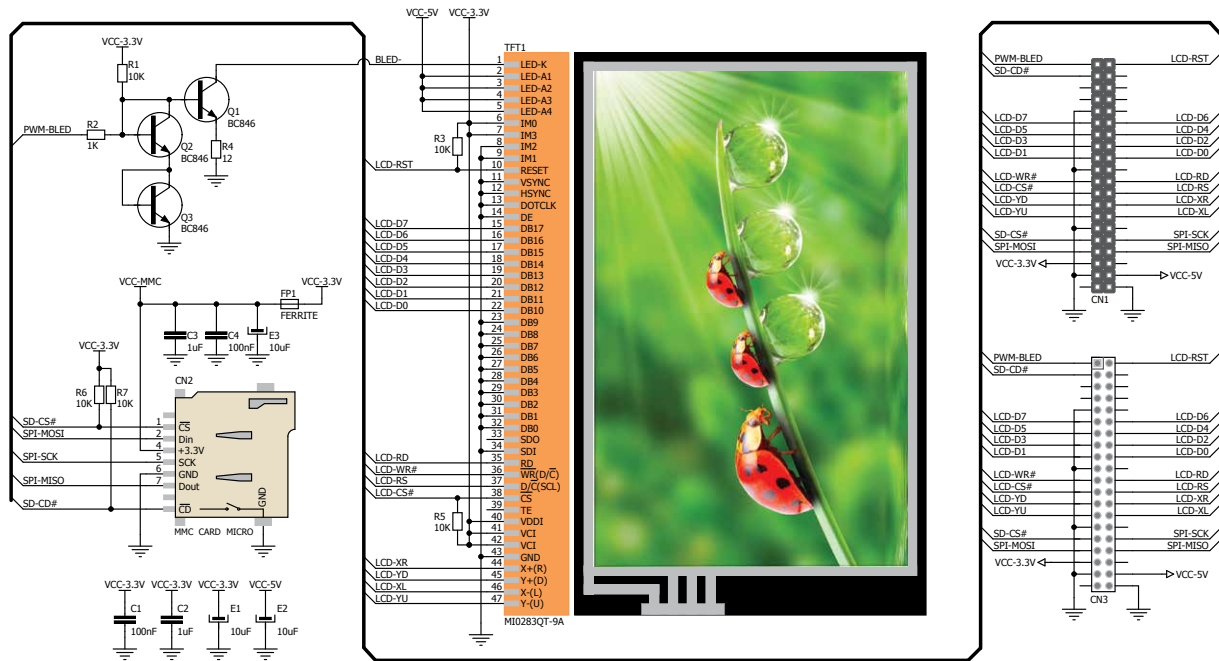 VCC-3.3V
R1
10K
PWM-BLED
R2
1K
Q1
BC846
Q2
BC846
R4
12
Q3
BC846
VCC-MMC
VCC-3.3V
FP1
FERRITE
C3
1uF
C4
100nF
E3
10uF
VCC-3.3V
R6
10K
R7
10K
CN2
SD-CS#
SPI-MOSI
SPI-SCK
SPI-MISO
SD-CD#
1 CS
2 Din
4 +3.3V
5 SCK
6 GND
7 Dout
CD
GND
MMC CARD MICRO
VCC-3.3V
C1
100nF
VCC-3.3V
C2
1uF
VCC-3.3V
E1
10uF
VCC-5V
E2
10uF
VCC-5V
VCC-3.3V
BLED-
R3
10K
LCD-RST
LCD-D7
LCD-D6
LCD-D5
LCD-D4
LCD-D3
LCD-D2
LCD-D1
LCD-D0
LCD-RD
LCD-WR#
LCD-RS
LCD-CS#
R5
10K
LCD-XR
LCD-YD
LCD-XL
LCD-YU
TFT1
1 LED-K
2 LED-A1
3 LED-A2
4 LED-A3
5 LED-A4
6 IM0
7 IM3
8 IM2
9 IM1
10 RESET
11 VSYNC
12 HSYNC
13 DOTCLK
14 DE
15 DB17
16 DB16
17 DB15
18 DB14
19 DB13
20 DB12
21 DB11
22 DB10
23 DB9
24 DB8
25 DB7
26 DB6
27 DB5
28 DB4
29 DB3
30 DB2
31 DB1
32 DB0
33 SDO
34 SDI
35 RD
36 WR(D/C)
37 D/C(SCL)
38 CS
39 TE
40 VDDI
41 VCI
42 VCI
43 GND
44 X+(R)
45 Y+(D)
46 X-(L)
47 Y-(U)
MI0283QT-9A
PWM-BLED LCD-RST
SD-CD#
LCD-D7 LCD-D6
LCD-D5 LCD-D4
LCD-D3 LCD-D2
LCD-D1 LCD-D0
LCD-WR# LCD-RD
LCD-CS# LCD-RS
LCD-YD LCD-XR
LCD-YU LCD-XL
SD-CS# SPI-SCK
SPI-MOSI SPI-MISO
VCC-3.3V
VCC-5V
CN1
PWM-BLED LCD-RST
SD-CD#
LCD-D7 LCD-D6
LCD-D5 LCD-D4
LCD-D3 LCD-D2
LCD-D1 LCD-D0
LCD-WR# LCD-RD
LCD-CS# LCD-RS
LCD-YD LCD-XR
LCD-YU LCD-XL
SD-CS# SPI-SCK
SPI-MOSI SPI-MISO
VCC-3.3V
VCC-5V
CN3